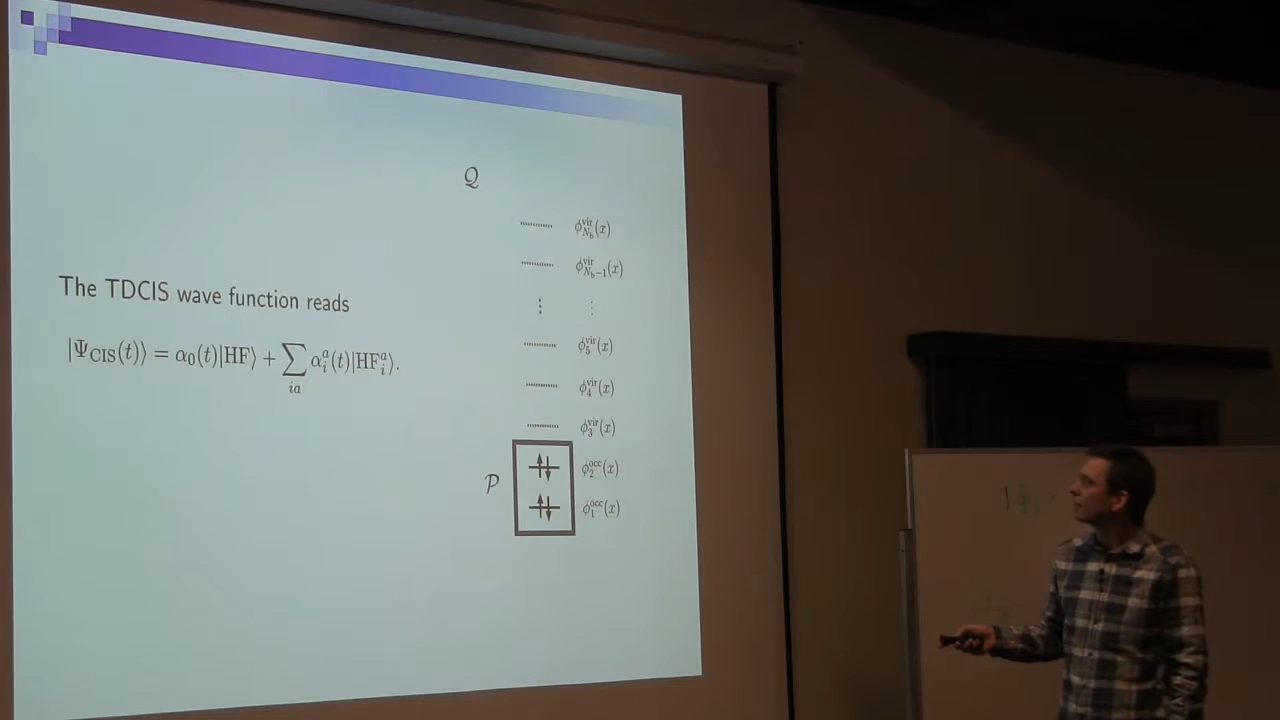 Q
ϕ^vir_{N_b}(x)
ϕ^vir_{N_b−1}(x)
⋮ ⋮
The TDCIS wave function reads
|Ψ_CIS(t)⟩ = α_0(t)|HF⟩ + ∑_{ia} α_i^a(t)|HF_i^a⟩.
ϕ^vir_5(x)
ϕ^vir_4(x)
ϕ^vir_3(x)
P
ϕ^occ_2(x)
ϕ^occ_1(x)